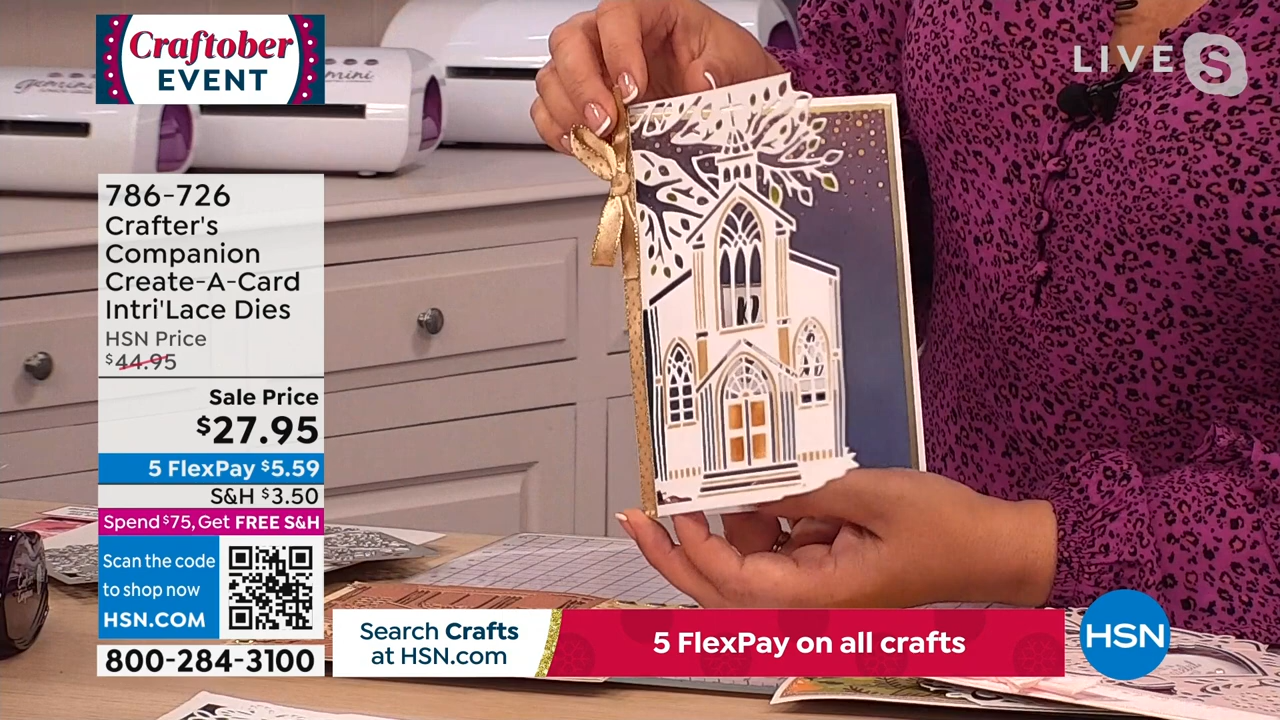 Craftober
EVENT
LIVE S
gemini
gemini
786-726
Crafter's
Companion
Create-A-Card
Intri'Lace Dies
HSN Price
$44.95
Sale Price
$27.95
5 FlexPay $5.59
S&H $3.50
Spend $75, Get FREE S&H
Scan the code
to shop now
HSN.COM
800-284-3100
Search Crafts
at HSN.com
5 FlexPay on all crafts
HSN